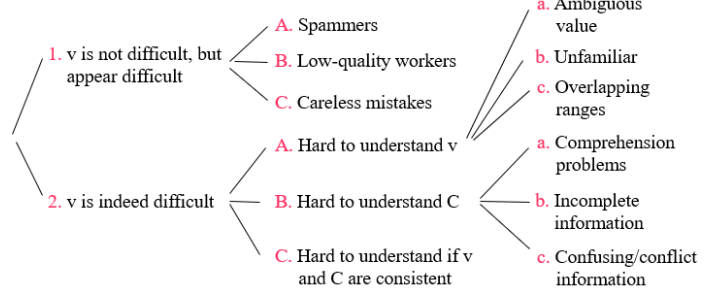 1. v is not difficult, but
appear difficult
A. Spammers
B. Low-quality workers
C. Careless mistakes
2. v is indeed difficult
A. Hard to understand v
a. Ambiguous
value
b. Unfamiliar
c. Overlapping
ranges
B. Hard to understand C
a. Comprehension
problems
b. Incomplete
information
c. Confusing/conflict
information
C. Hard to understand if v
and C are consistent